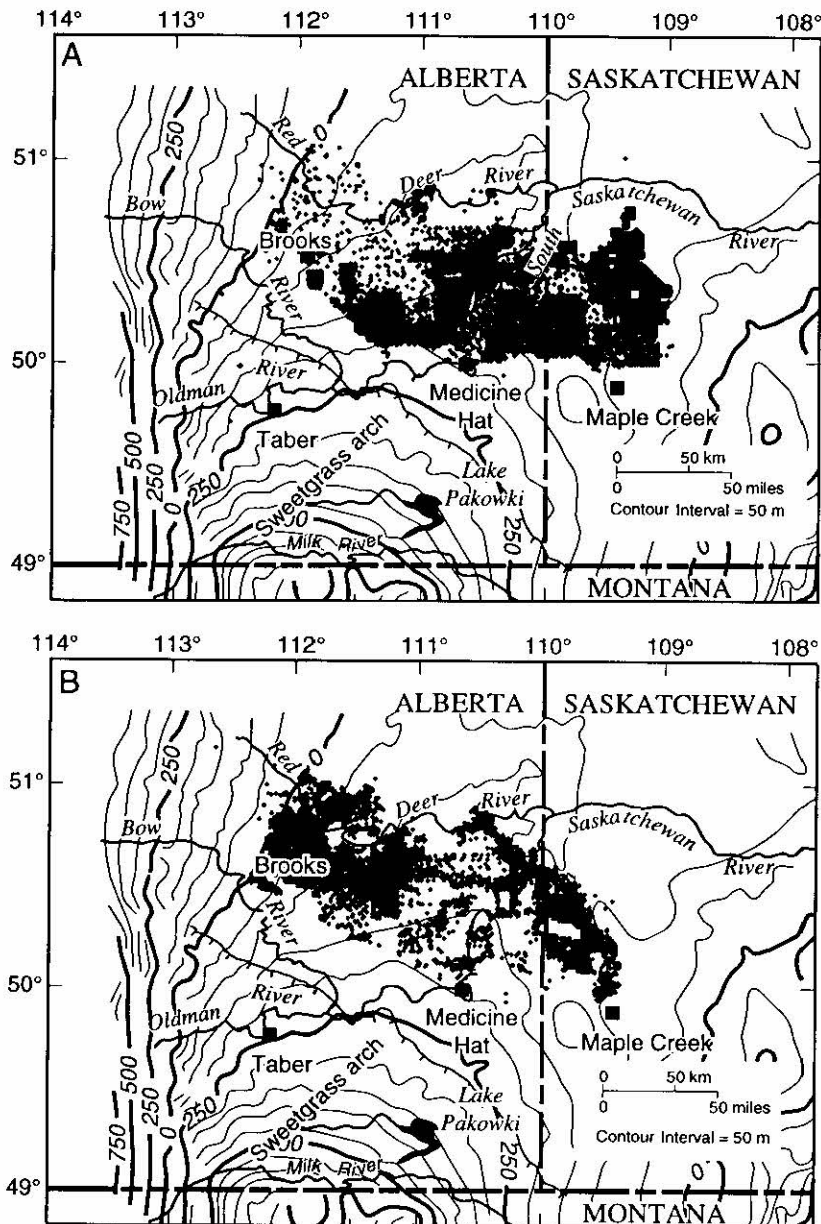 114° 113° 112° 111° 110° 109° 108°
A
ALBERTA SASKATCHEWAN
250
0
Red
51°
Deer
River
Bow
Saskatchewan
Brooks
South
River
River
50°
River
Oldman
Medicine
Hat
Maple Creek
Taber
0 50 km
Sweetgrass arch
Lake
Pakowki
0 50 miles
Contour Interval = 50 m
750
500
250
0
250
250
Milk River
0
49°
MONTANA
114° 113° 112° 111° 110° 109° 108°
B
ALBERTA SASKATCHEWAN
250
0
Red
51°
Deer
River
Bow
Saskatchewan
Brooks
River
River
50°
River
Oldman
Medicine
Hat
Maple Creek
Taber
0 50 km
Sweetgrass arch
Lake
Pakowki
0 50 miles
Contour Interval = 50 m
750
500
250
0
250
250
Milk River
0
49°
MONTANA